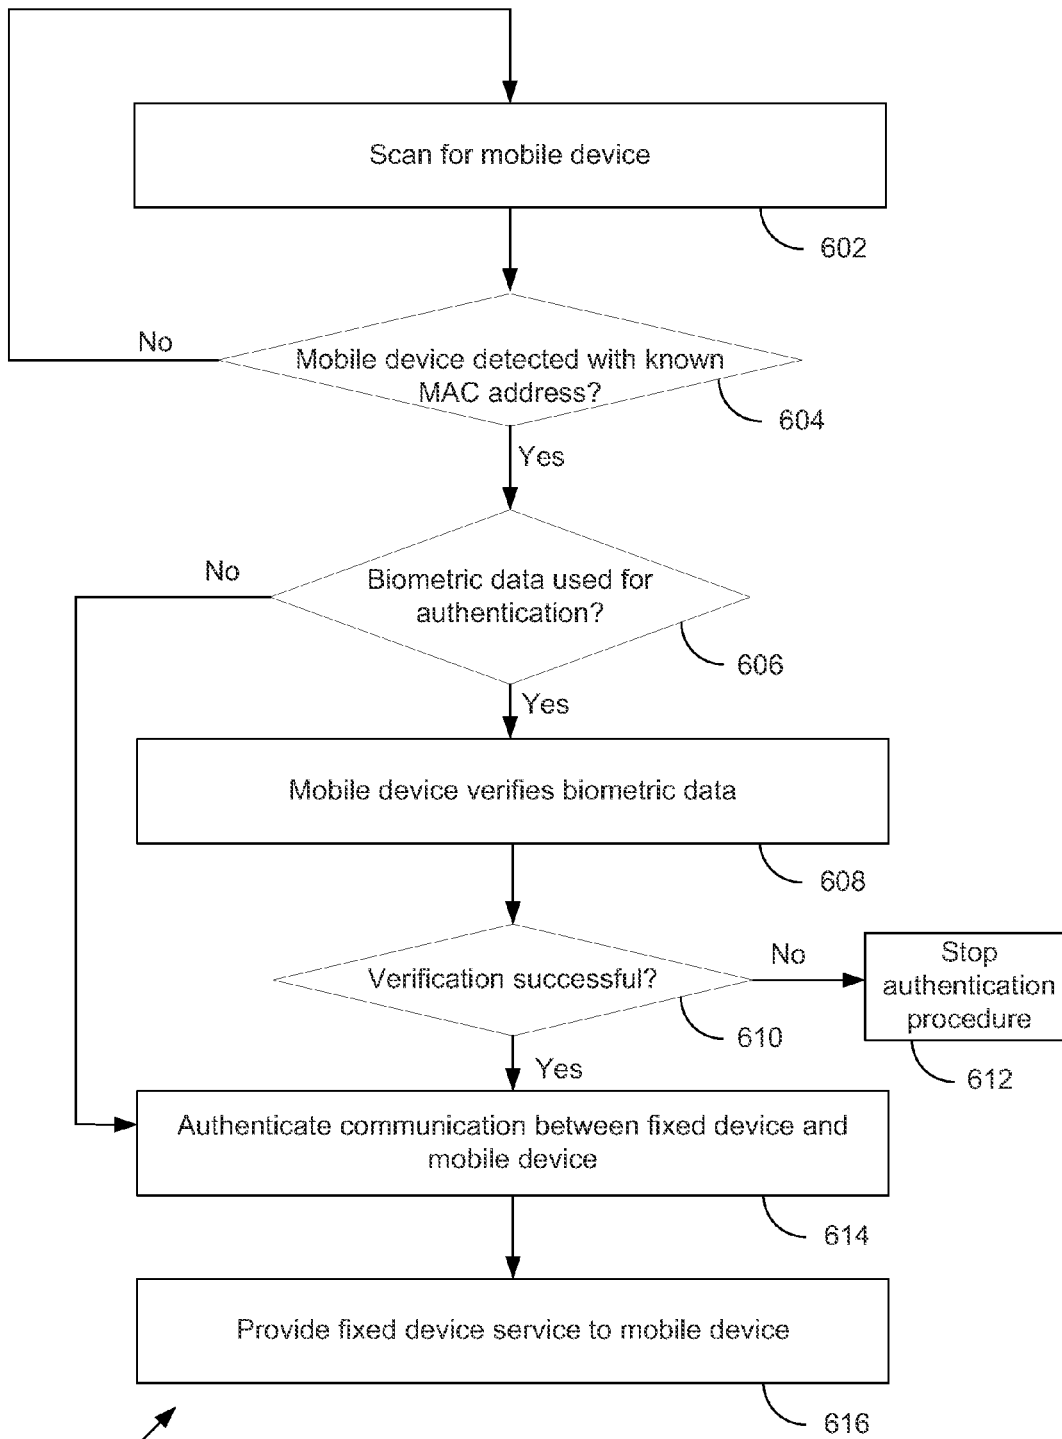 Scan for mobile device
602
No
Mobile device detected with known
MAC address?
604
Yes
No
Biometric data used for
authentication?
606
Yes
Mobile device verifies biometric data
608
Verification successful?
No
Stop
authentication
procedure
610
612
Yes
Authenticate communication between fixed device and
mobile device
614
Provide fixed device service to mobile device
616